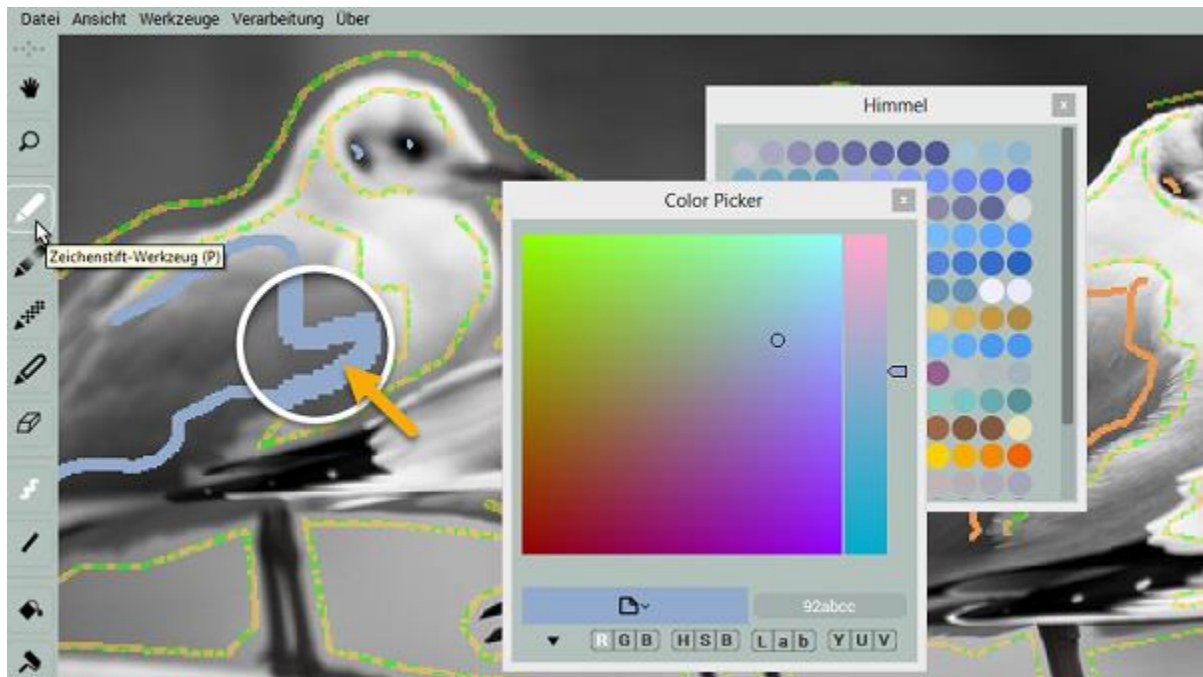 Datei Ansicht Werkzeuge Verarbeitung Über
Himmel
Color Picker
Zeichenstift-Werkzeug (P)
92abcc
R G B H S B L a b Y U V